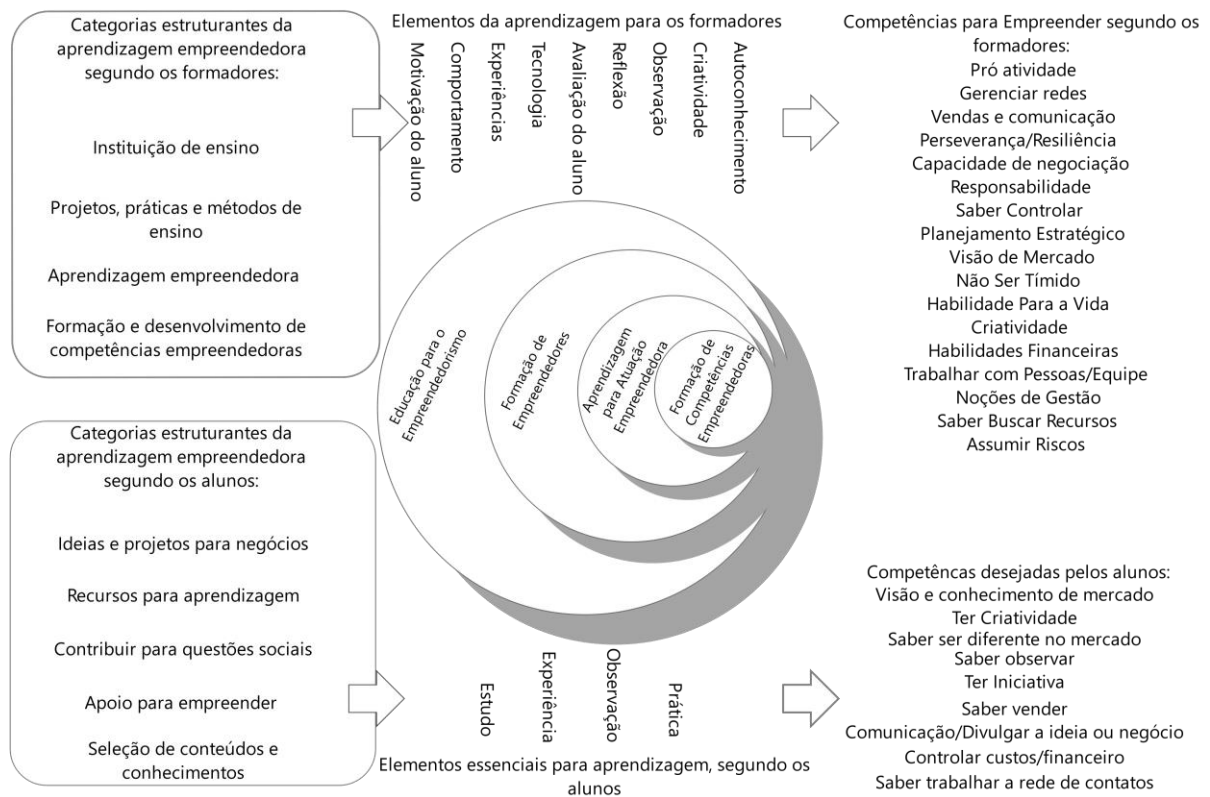 Categorias estruturantes da
aprendizagem empreendedora
segundo os formadores:
Instituição de ensino
Projetos, práticas e métodos de
ensino
Aprendizagem empreendedora
Formação e desenvolvimento de
competências empreendedoras
Elementos da aprendizagem para os formadores
Motivação do aluno
Comportamento
Experiências
Tecnologia
Avaliação do aluno
Reflexão
Observação
Criatividade
Autoconhecimento
Competências para Empreender segundo os
formadores:
Pró atividade
Gerenciar redes
Vendas e comunicação
Perseverança/Resiliência
Capacidade de negociação
Responsabilidade
Saber Controlar
Planejamento Estratégico
Visão de Mercado
Não Ser Tímido
Habilidade Para a Vida
Criatividade
Habilidades Financeiras
Trabalhar com Pessoas/Equipe
Noções de Gestão
Saber Buscar Recursos
Assumir Riscos
Educação para o
Empreendedorismo
Formação de
Empreendedores
Aprendizagem
para Atuação
Empreendedora
Formação de
Competências
Empreendedoras
Categorias estruturantes da
aprendizagem empreendedora
segundo os alunos:
Ideias e projetos para negócios
Recursos para aprendizagem
Contribuir para questões sociais
Apoio para empreender
Seleção de conteúdos e
conhecimentos
Estudo
Experiência
Observação
Prática
Elementos essenciais para aprendizagem, segundo os
alunos
Competêncas desejadas pelos alunos:
Visão e conhecimento de mercado
Ter Criatividade
Saber ser diferente no mercado
Saber observar
Ter Iniciativa
Saber vender
Comunicação/Divulgar a ideia ou negócio
Controlar custos/financeiro
Saber trabalhar a rede de contatos